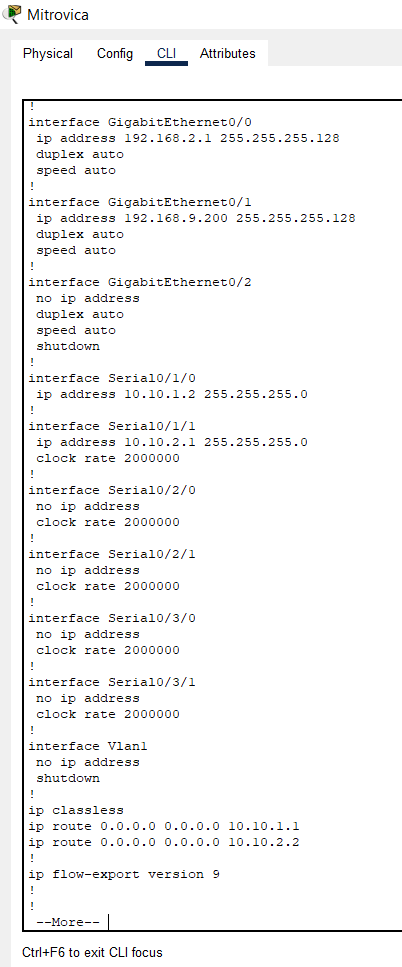 Mitrovica
Physical Config CLI Attributes
!
interface GigabitEthernet0/0
 ip address 192.168.2.1 255.255.255.128
 duplex auto
 speed auto
!
interface GigabitEthernet0/1
 ip address 192.168.9.200 255.255.255.128
 duplex auto
 speed auto
!
interface GigabitEthernet0/2
 no ip address
 duplex auto
 speed auto
 shutdown
!
interface Serial0/1/0
 ip address 10.10.1.2 255.255.255.0
!
interface Serial0/1/1
 ip address 10.10.2.1 255.255.255.0
 clock rate 2000000
!
interface Serial0/2/0
 no ip address
 clock rate 2000000
!
interface Serial0/2/1
 no ip address
 clock rate 2000000
!
interface Serial0/3/0
 no ip address
 clock rate 2000000
!
interface Serial0/3/1
 no ip address
 clock rate 2000000
!
interface Vlan1
 no ip address
 shutdown
!
ip classless
ip route 0.0.0.0 0.0.0.0 10.10.1.1
ip route 0.0.0.0 0.0.0.0 10.10.2.2
!
ip flow-export version 9
!
!
 --More--
Ctrl+F6 to exit CLI focus